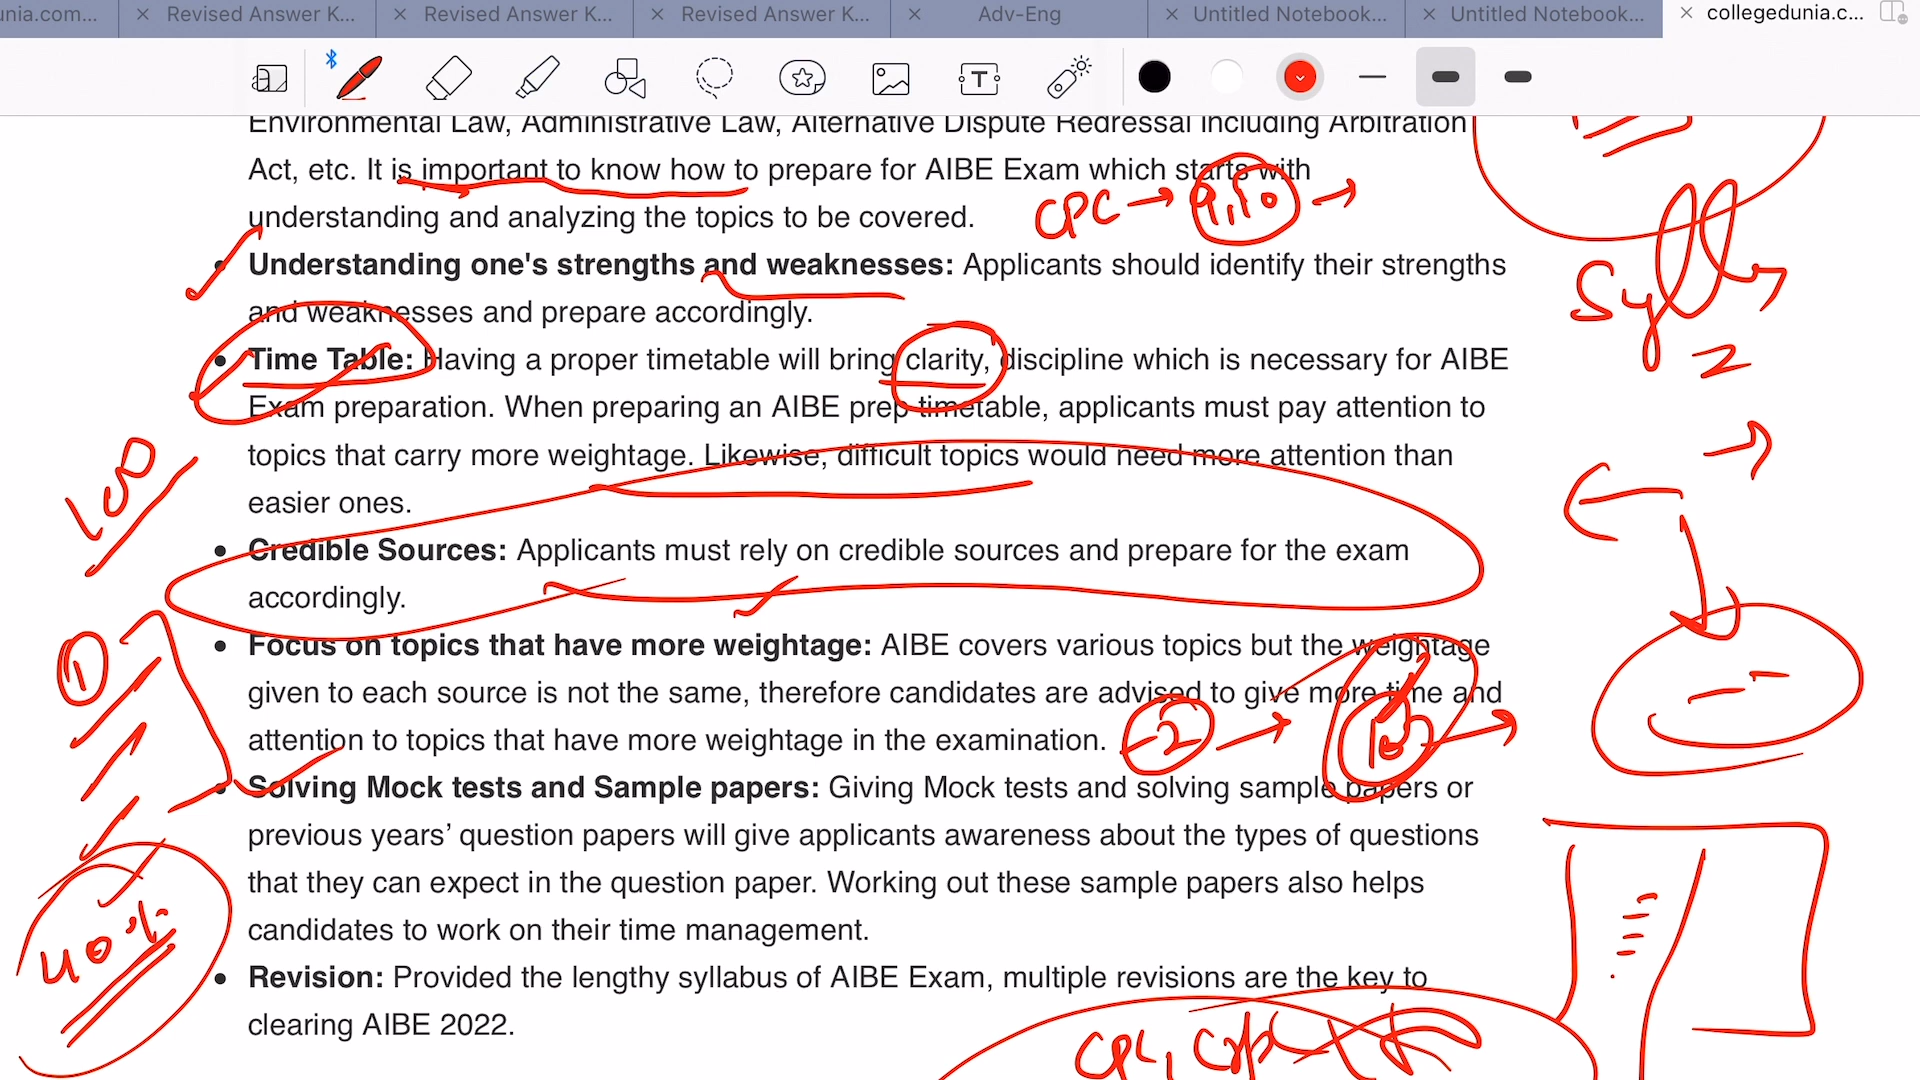 unia.com...
Revised Answer K...
Revised Answer K...
Revised Answer K...
Adv-Eng
Untitled Notebook...
Untitled Notebook...
collegedunia.c...
T
Environmental Law, Administrative Law, Alternative Dispute Redressal including Arbitration
Act, etc. It is important to know how to prepare for AIBE Exam which starts with
understanding and analyzing the topics to be covered.
CPC → 9,10 →
• Understanding one's strengths and weaknesses: Applicants should identify their strengths
and weaknesses and prepare accordingly.
• Time Table: Having a proper timetable will bring clarity, discipline which is necessary for AIBE
Exam preparation. When preparing an AIBE prep timetable, applicants must pay attention to
2
topics that carry more weightage. Likewise, difficult topics would need more attention than
easier ones.
100
• Credible Sources: Applicants must rely on credible sources and prepare for the exam
accordingly.
• Focus on topics that have more weightage: AIBE covers various topics but the weightage
1
given to each source is not the same, therefore candidates are advised to give more time and
attention to topics that have more weightage in the examination.
-2 → 10 →
• Solving Mock tests and Sample papers: Giving Mock tests and solving sample papers or
previous years’ question papers will give applicants awareness about the types of questions
that they can expect in the question paper. Working out these sample papers also helps
candidates to work on their time management.
40%
• Revision: Provided the lengthy syllabus of AIBE Exam, multiple revisions are the key to
clearing AIBE 2022.
CPC,